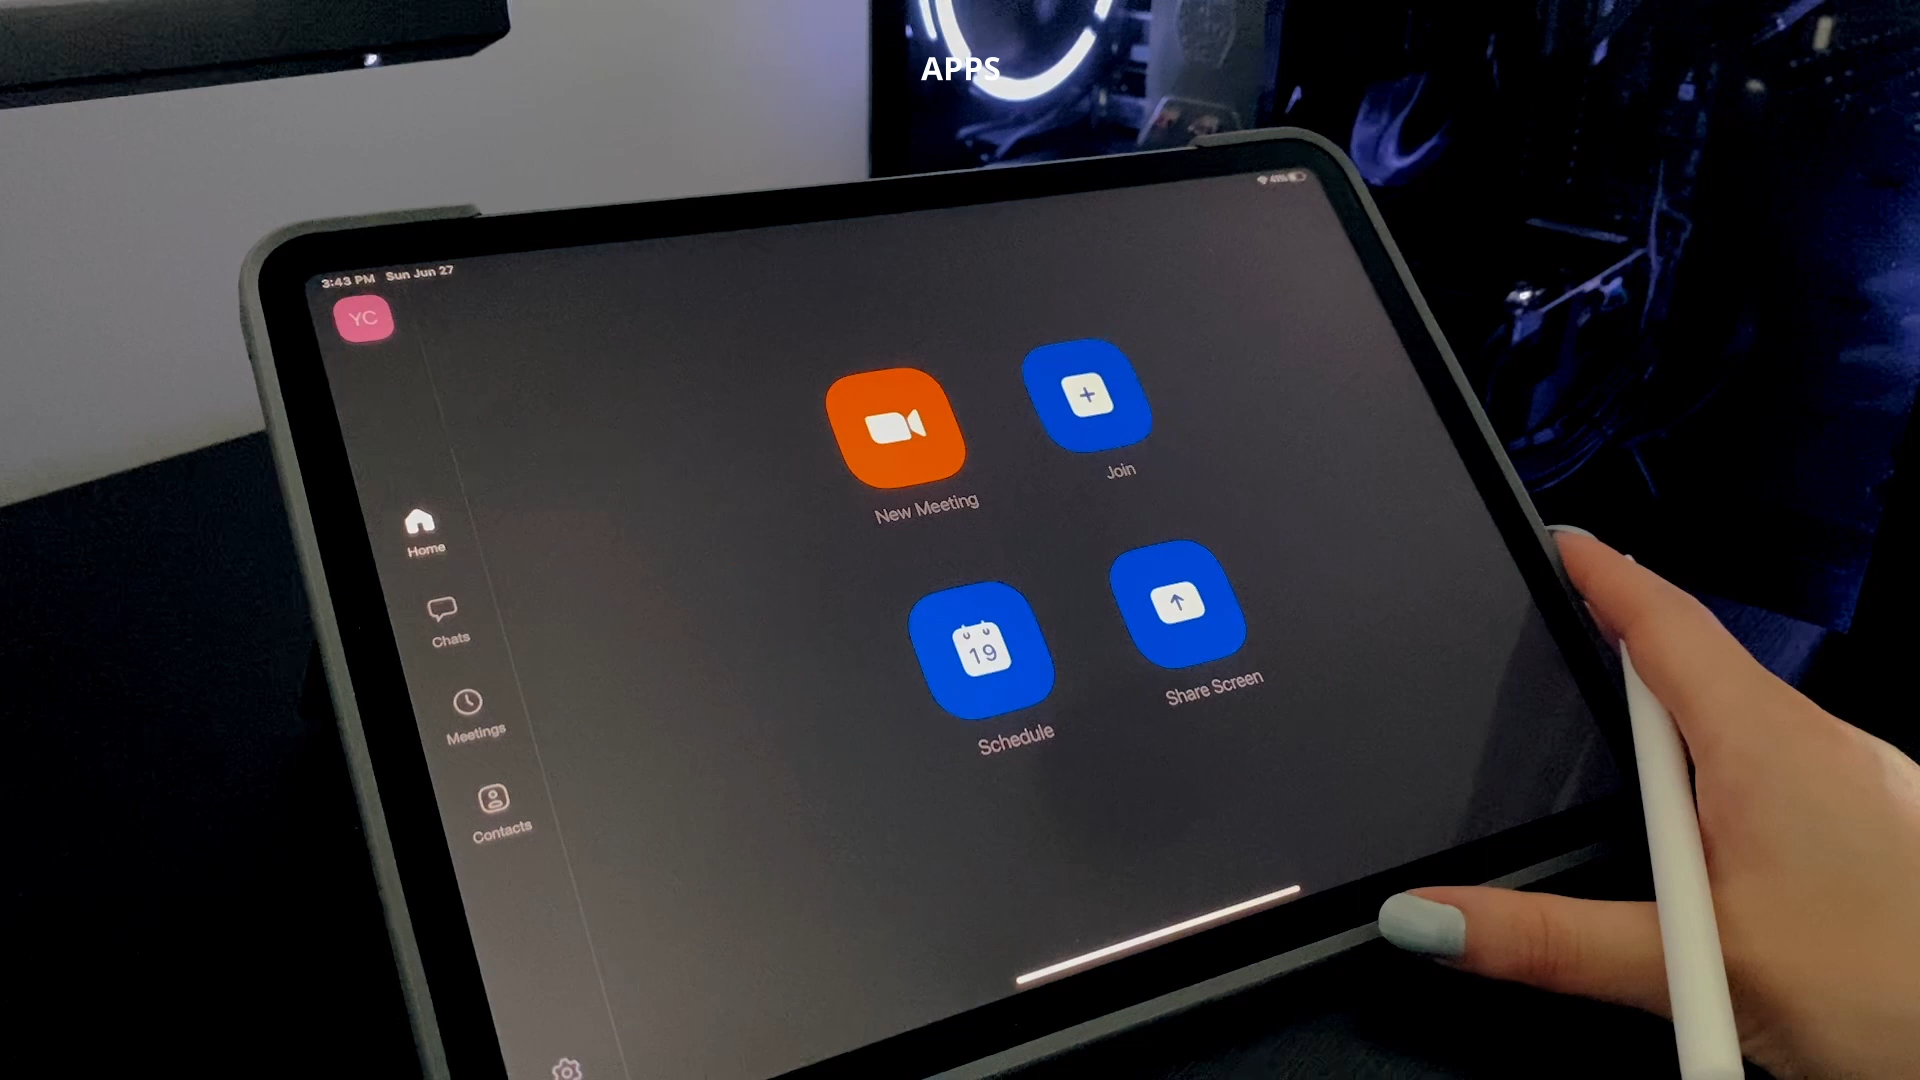 APPS
3:43 PM Sun Jun 27
41%
YC
New Meeting
Join
Home
Chats
Meetings
Contacts
19
Schedule
Share Screen